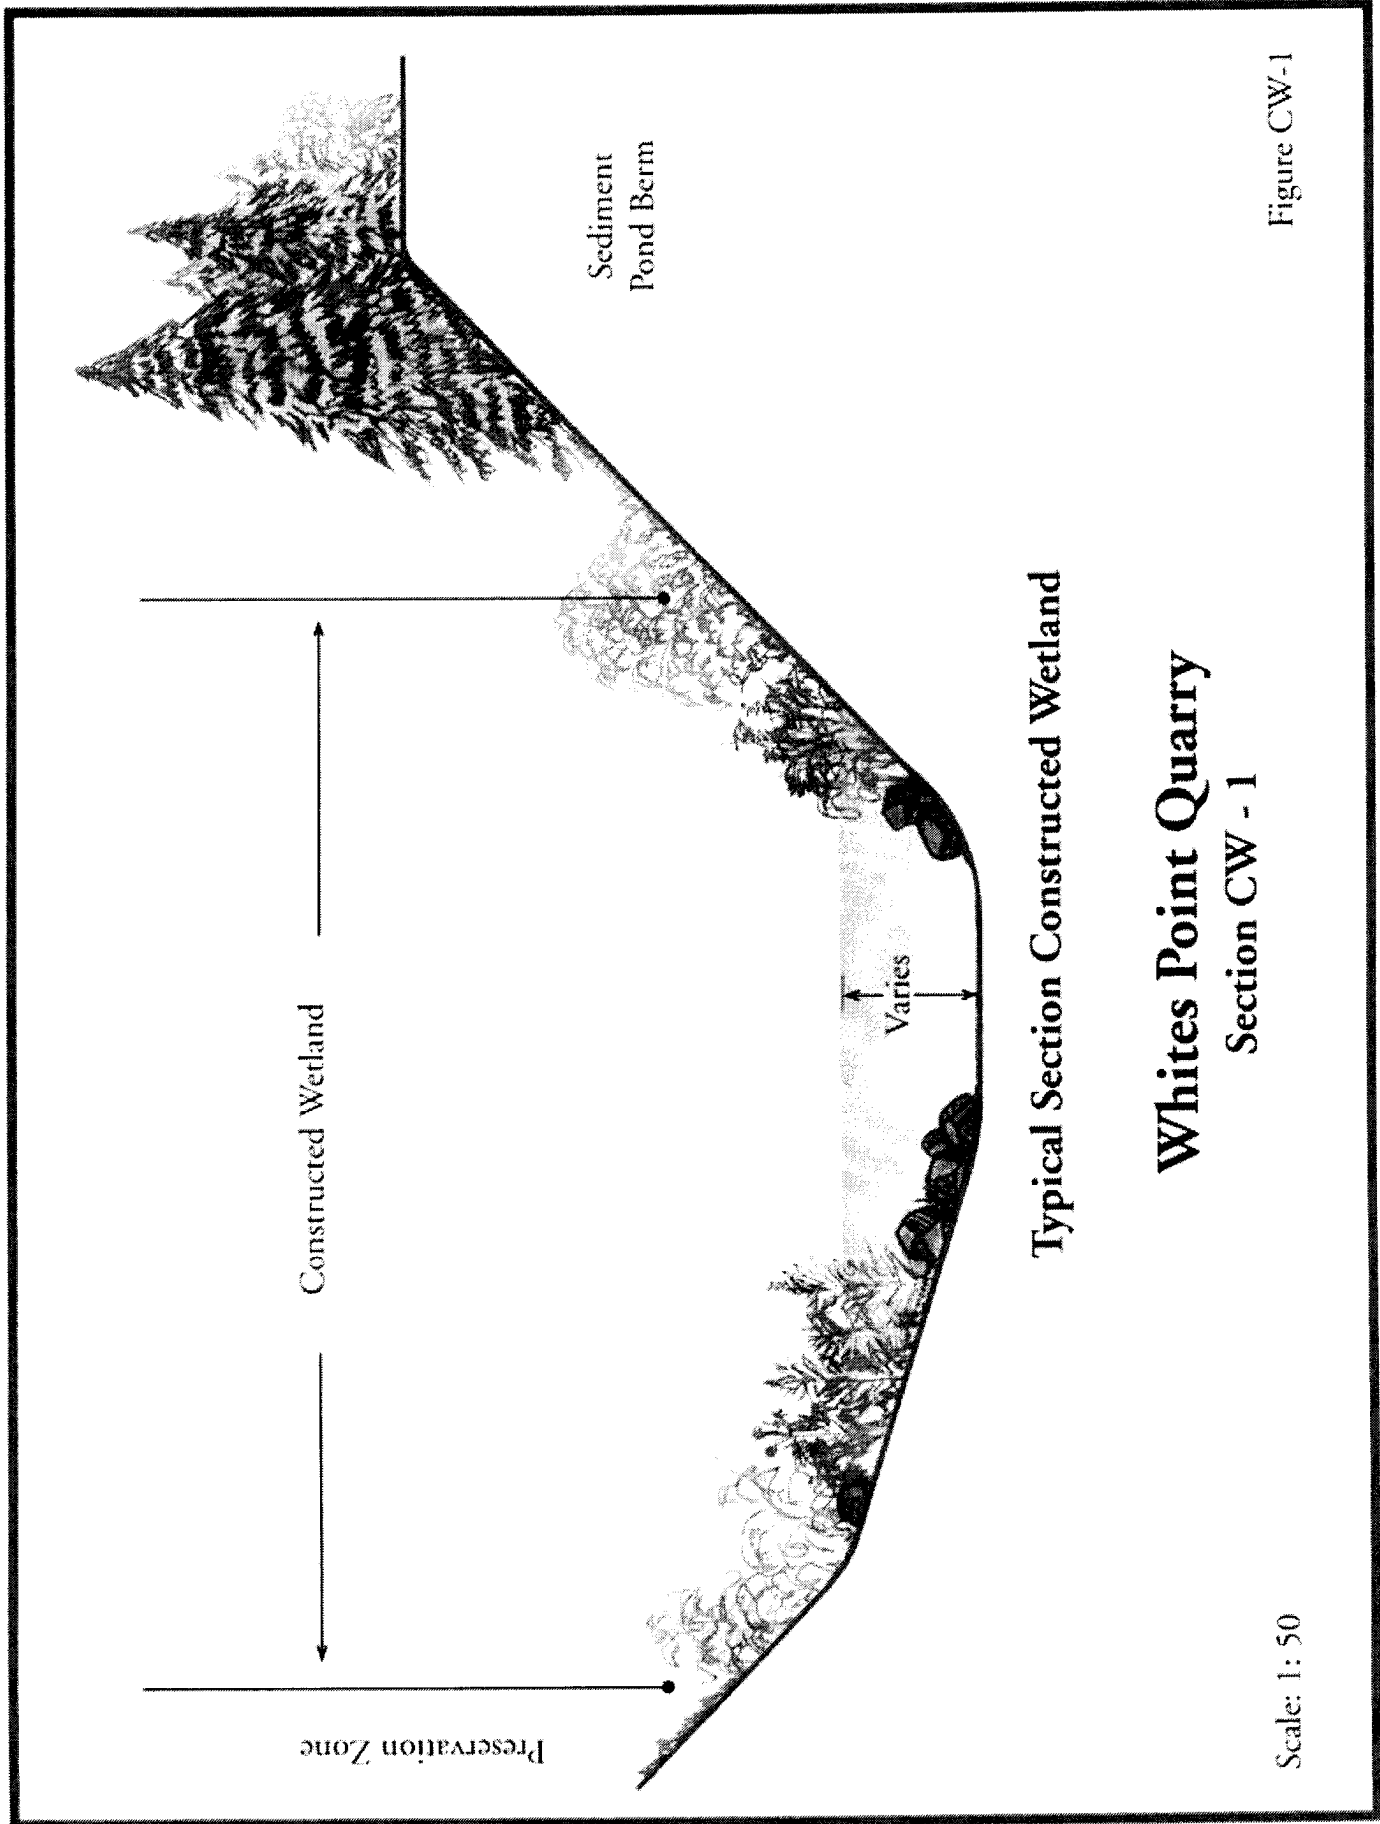 Constructed Wetland
Preservation Zone
Sediment
Pond Berm
Varies
Typical Section Constructed Wetland
Whites Point Quarry
Section CW - 1
Scale: 1: 50
Figure CW-1